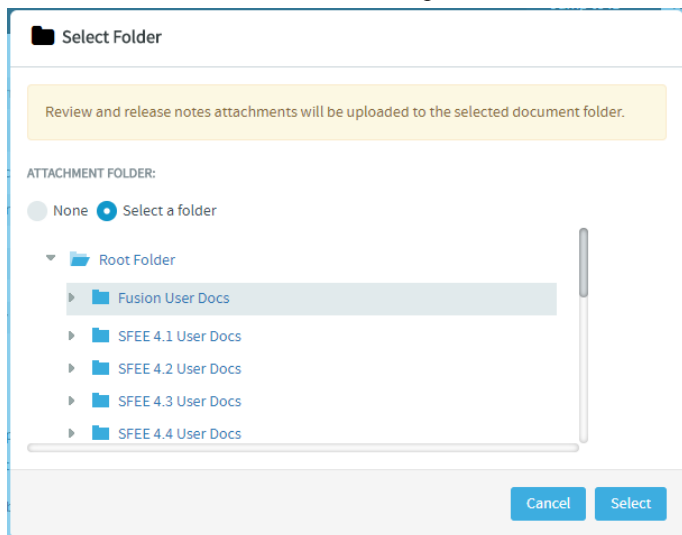 Select Folder
Review and release notes attachments will be uploaded to the selected document folder.
ATTACHMENT FOLDER:
None Select a folder
Root Folder
Fusion User Docs
SFEE 4.1 User Docs
SFEE 4.2 User Docs
SFEE 4.3 User Docs
SFEE 4.4 User Docs
Cancel Select